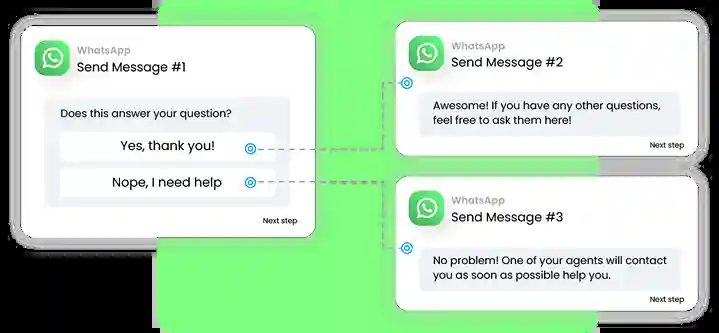 WhatsApp
Send Message #1
Does this answer your question?
Yes, thank you!
Nope, I need help
Next step
WhatsApp
Send Message #2
Awesome! If you have any other questions,
feel free to ask them here!
Next step
WhatsApp
Send Message #3
No problem! One of your agents will contact
you as soon as possible help you.
Next step